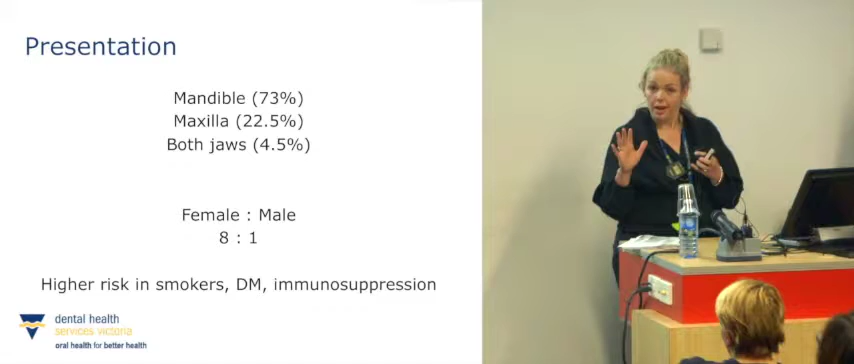 Presentation
Mandible (73%)
Maxilla (22.5%)
Both jaws (4.5%)
Female : Male
8 : 1
Higher risk in smokers, DM, immunosuppression
dental health
services victoria
oral health for better health